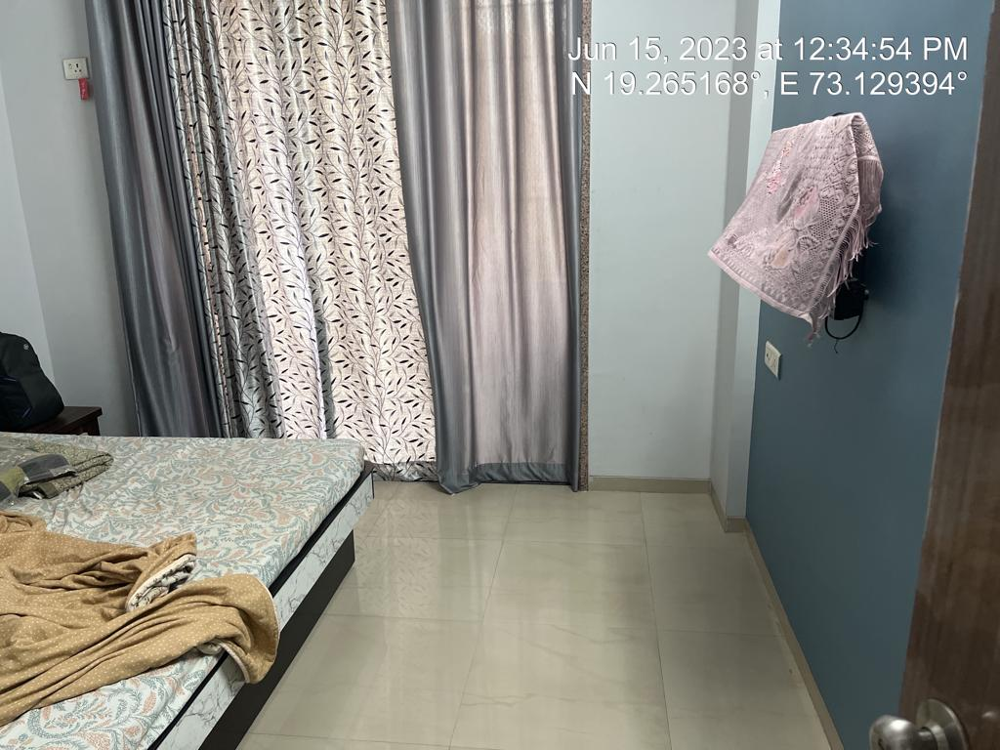 Jun 15, 2023 at 12:34:54 PM
N 19.265168°, E 73.129394°